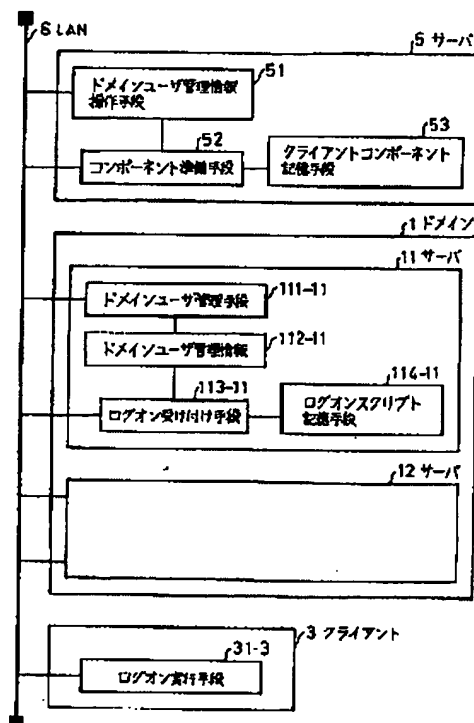 6 LAN
5 サーバ
51
ドメインユーザ管理情報
操作手段
52
コンポーネント準備手段
53
クライアントコンポーネント
記憶手段
1 ドメイン
11 サーバ
111-11
ドメインユーザ管理手段
112-11
ドメインユーザ管理情報
113-11
ログオン受け付け手段
114-11
ログオンスクリプト
記憶手段
12 サーバ
3 クライアント
31-3
ログオン実行手段